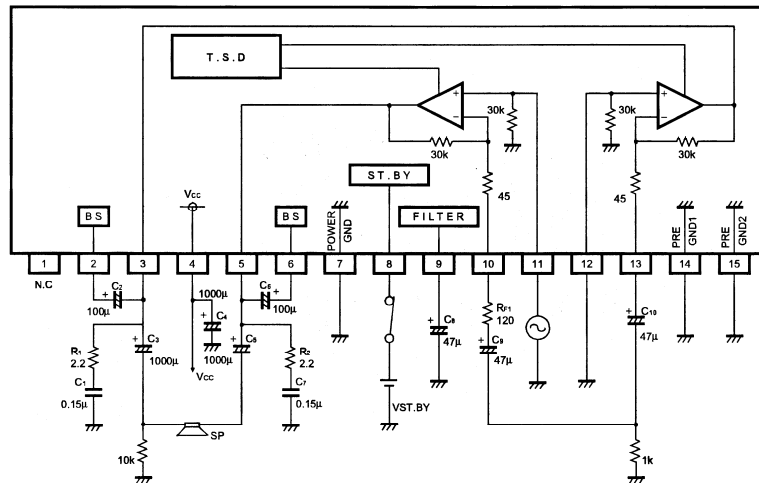 T.S.D
30k
30k
30k
30k
45
45
ST.BY
FILTER
Vcc
BS
BS
POWER GND
PRE GND1
PRE GND2
1 2 3 4 5 6 7 8 9 10 11 12 13 14 15
N.C
C2
100μ
C3
1000μ
1000μ
C4
1000μ
Vcc
C6
100μ
C5
R1
2.2
C1
0.15μ
R2
2.2
C7
0.15μ
SP
10k
VST.BY
C8
47μ
RF1
120
C9
47μ
C10
47μ
1k
+
−
+
−
+
+
+
+
+
+
+
+